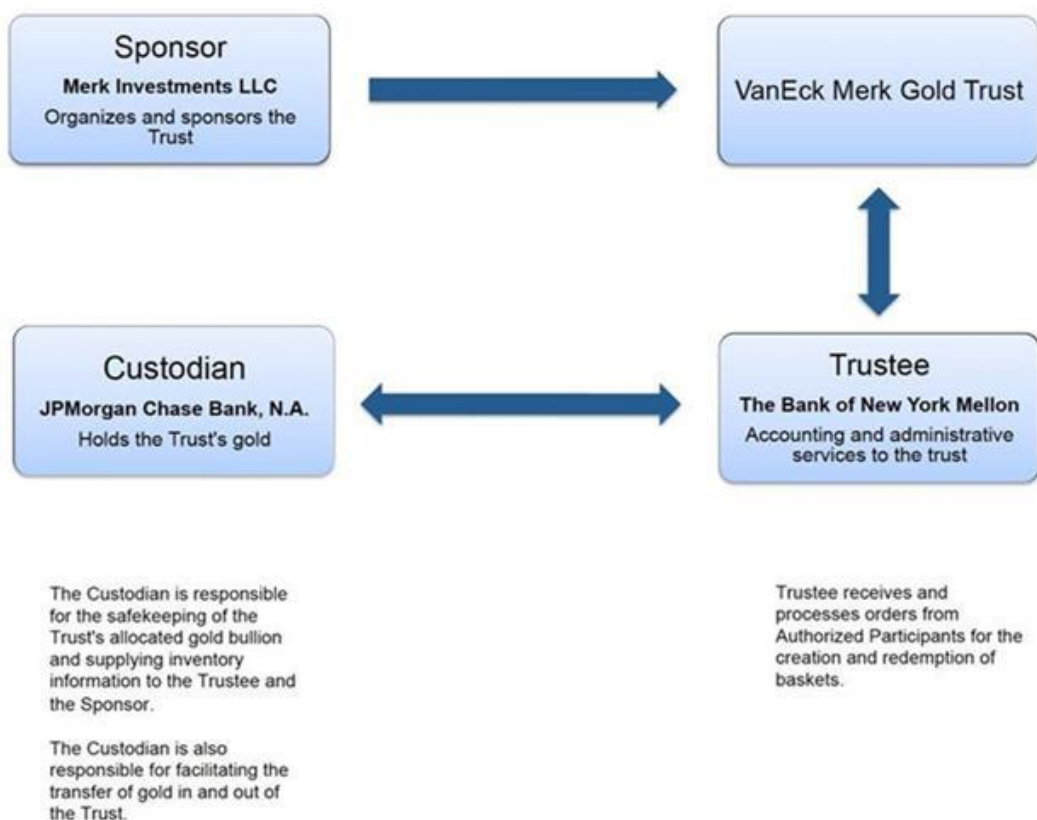 Sponsor
Merk Investments LLC
Organizes and sponsors the
Trust
VanEck Merk Gold Trust
Custodian
JPMorgan Chase Bank, N.A.
Holds the Trust's gold
Trustee
The Bank of New York Mellon
Accounting and administrative
services to the trust
The Custodian is responsible
for the safekeeping of the
Trust's allocated gold bullion
and supplying inventory
information to the Trustee and
the Sponsor.
The Custodian is also
responsible for facilitating the
transfer of gold in and out of
the Trust.
Trustee receives and
processes orders from
Authorized Participants for the
creation and redemption of
baskets.